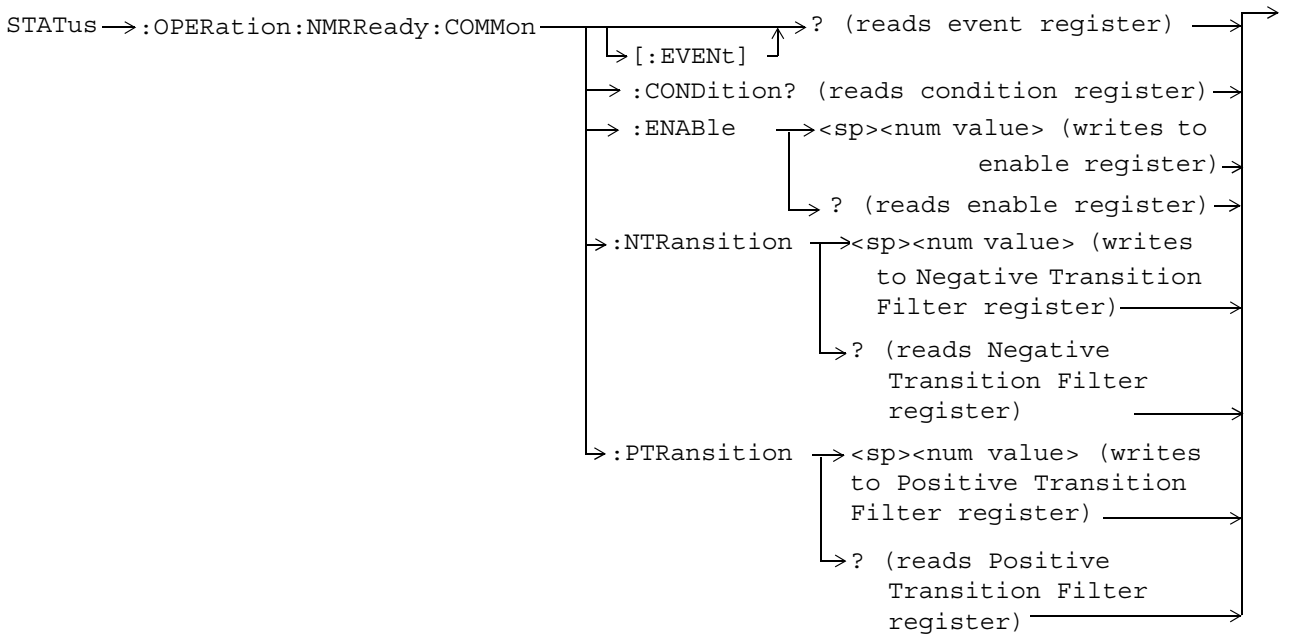 STATus :OPERation:NMRReady:COMMon ? (reads event register)
[:EVENt]
:CONDition? (reads condition register)
:ENABle <sp><num value> (writes to
enable register)
? (reads enable register)
:NTRansition <sp><num value> (writes
to Negative Transition
Filter register)
? (reads Negative
Transition Filter
register)
:PTRansition <sp><num value> (writes
to Positive Transition
Filter register)
? (reads Positive
Transition Filter
register)